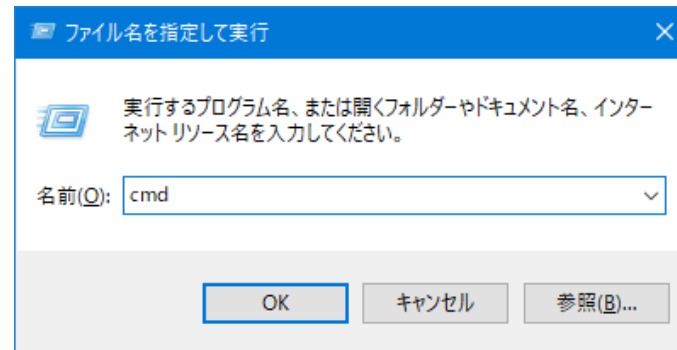 ファイル名を指定して実行
実行するプログラム名、または開くフォルダーやドキュメント名、インター
ネット リソース名を入力してください。
名前(O): cmd
OK キャンセル 参照(B)...